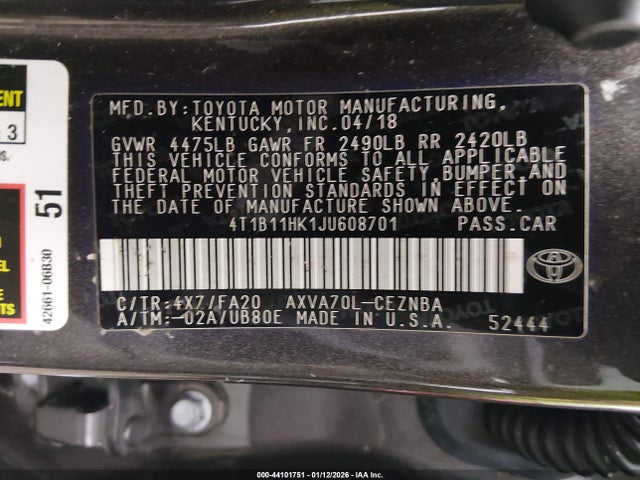 MFD.BY:TOYOTA MOTOR MANUFACTURING,
KENTUCKY,INC.04/18
GVWR 4475LB GAWR FR 2490LB RR 2420LB
THIS VEHICLE CONFORMS TO ALL APPLICABLE
FEDERAL MOTOR VEHICLE SAFETY,BUMPER,AND
THEFT PREVENTION STANDARDS IN EFFECT ON
THE DATE OF MANUFACTURE SHOWN ABOVE.
4T1B11HK1JU608701 PASS.CAR
C/TR:4X7/FA20 AXVA70L-CEZNBA
A/TM:-02A/UB80E MADE IN U.S.A. 52444
51
42661-06B30
3
000-44101751 - 01/12/2026 - IAAC, Inc.